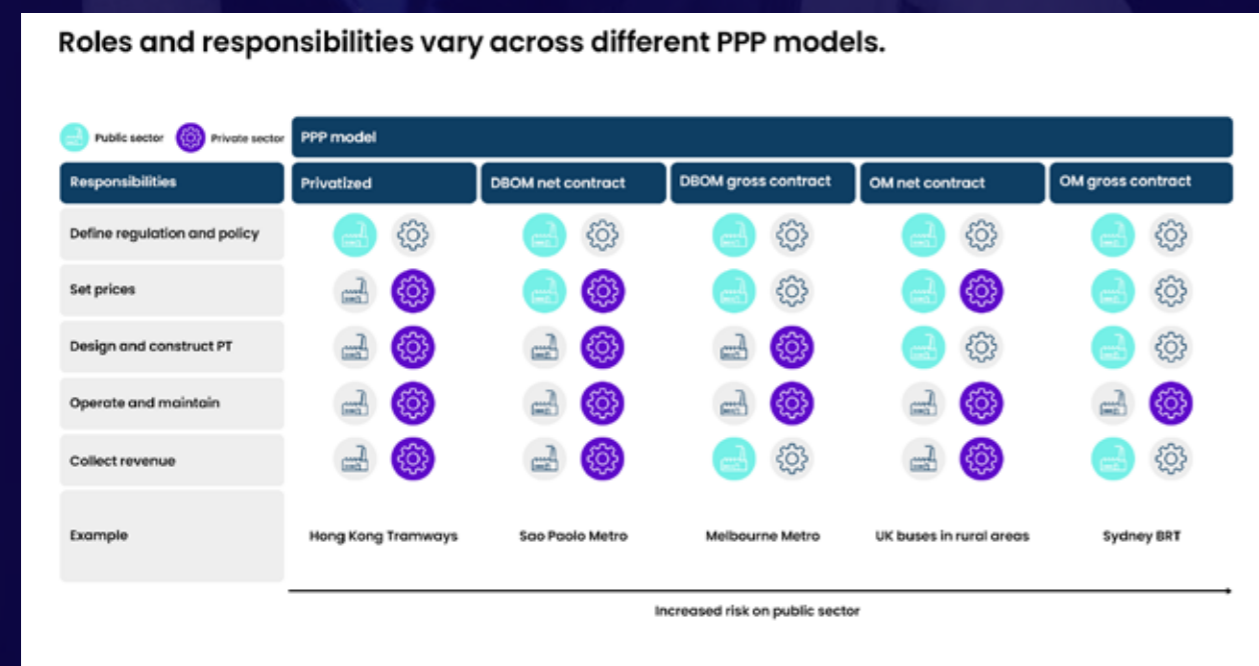 Roles and responsibilities vary across different PPP models.
Public sector
Private sector
PPP model
Responsibilities
Privatized
DBOM net contract
DBOM gross contract
OM net contract
OM gross contract
Define regulation and policy
Set prices
Design and construct PT
Operate and maintain
Collect revenue
Example
Hong Kong Tramways
Sao Paolo Metro
Melbourne Metro
UK buses in rural areas
Sydney BRT
Increased risk on public sector